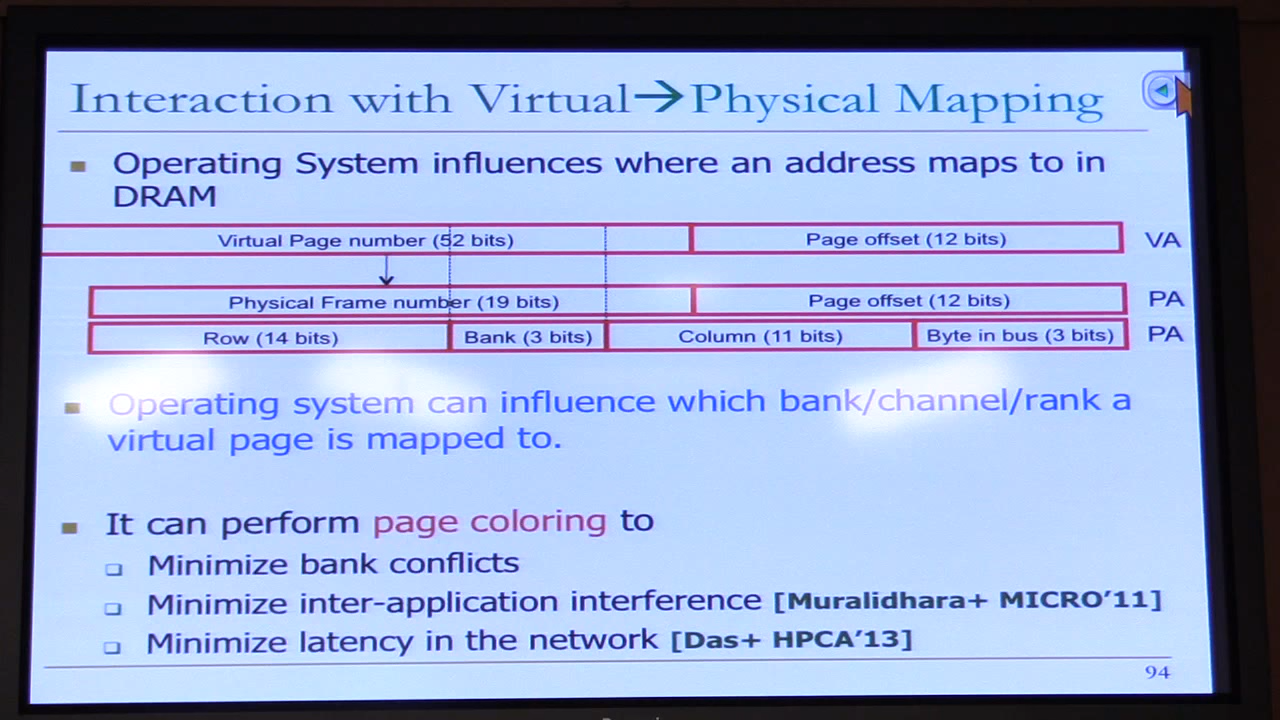 Interaction with Virtual→Physical Mapping
Operating System influences where an address maps to in
DRAM
Virtual Page number (52 bits) Page offset (12 bits) VA
Physical Frame number (19 bits) Page offset (12 bits) PA
Row (14 bits) Bank (3 bits) Column (11 bits) Byte in bus (3 bits) PA
Operating system can influence which bank/channel/rank a
virtual page is mapped to.
It can perform page coloring to
Minimize bank conflicts
Minimize inter-application interference [Muralidhara+ MICRO'11]
Minimize latency in the network [Das+ HPCA'13]
94